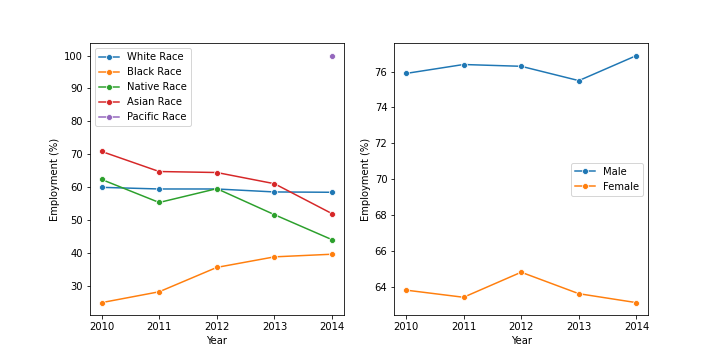 Employment (%)
100
90
80
70
60
50
40
30
White Race
Black Race
Native Race
Asian Race
Pacific Race
2010 2011 2012 2013 2014
Year
Employment (%)
76
74
72
70
68
66
64
Male
Female
2010 2011 2012 2013 2014
Year